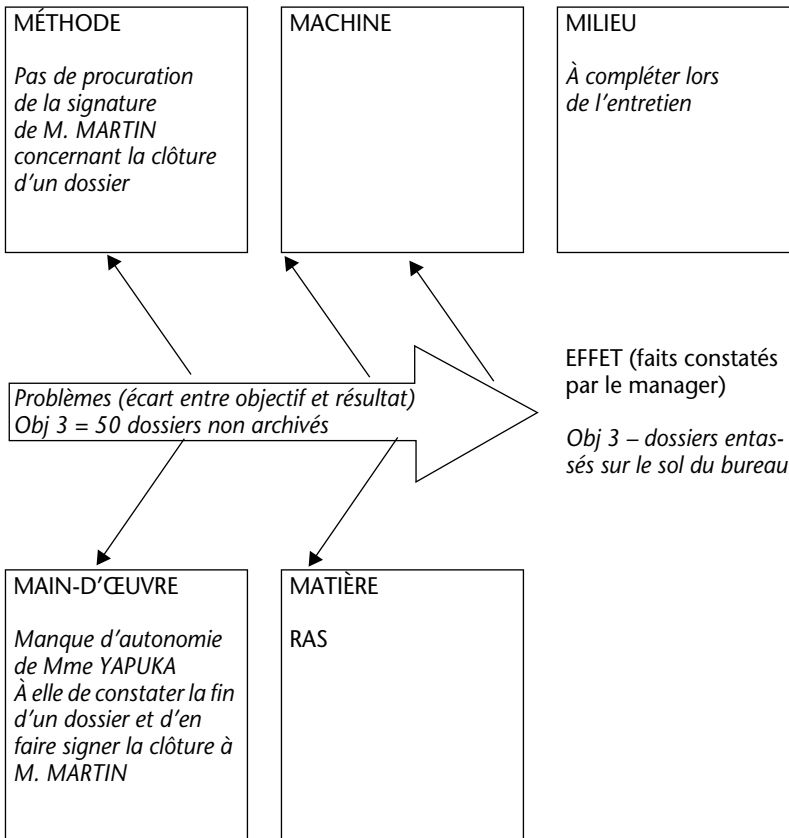 MÉTHODE
Pas de procuration
de la signature
de M. MARTIN
concernant la clôture
d'un dossier
MACHINE
MILIEU
À compléter lors
de l'entretien
Problèmes (écart entre objectif et résultat)
Obj 3 = 50 dossiers non archivés
EFFET (faits constatés
par le manager)
Obj 3 – dossiers entas-
sés sur le sol du bureau
MAIN-D'ŒUVRE
Manque d'autonomie
de Mme YAPUKA
À elle de constater la fin
d'un dossier et d'en
faire signer la clôture à
M. MARTIN
MATIÈRE
RAS